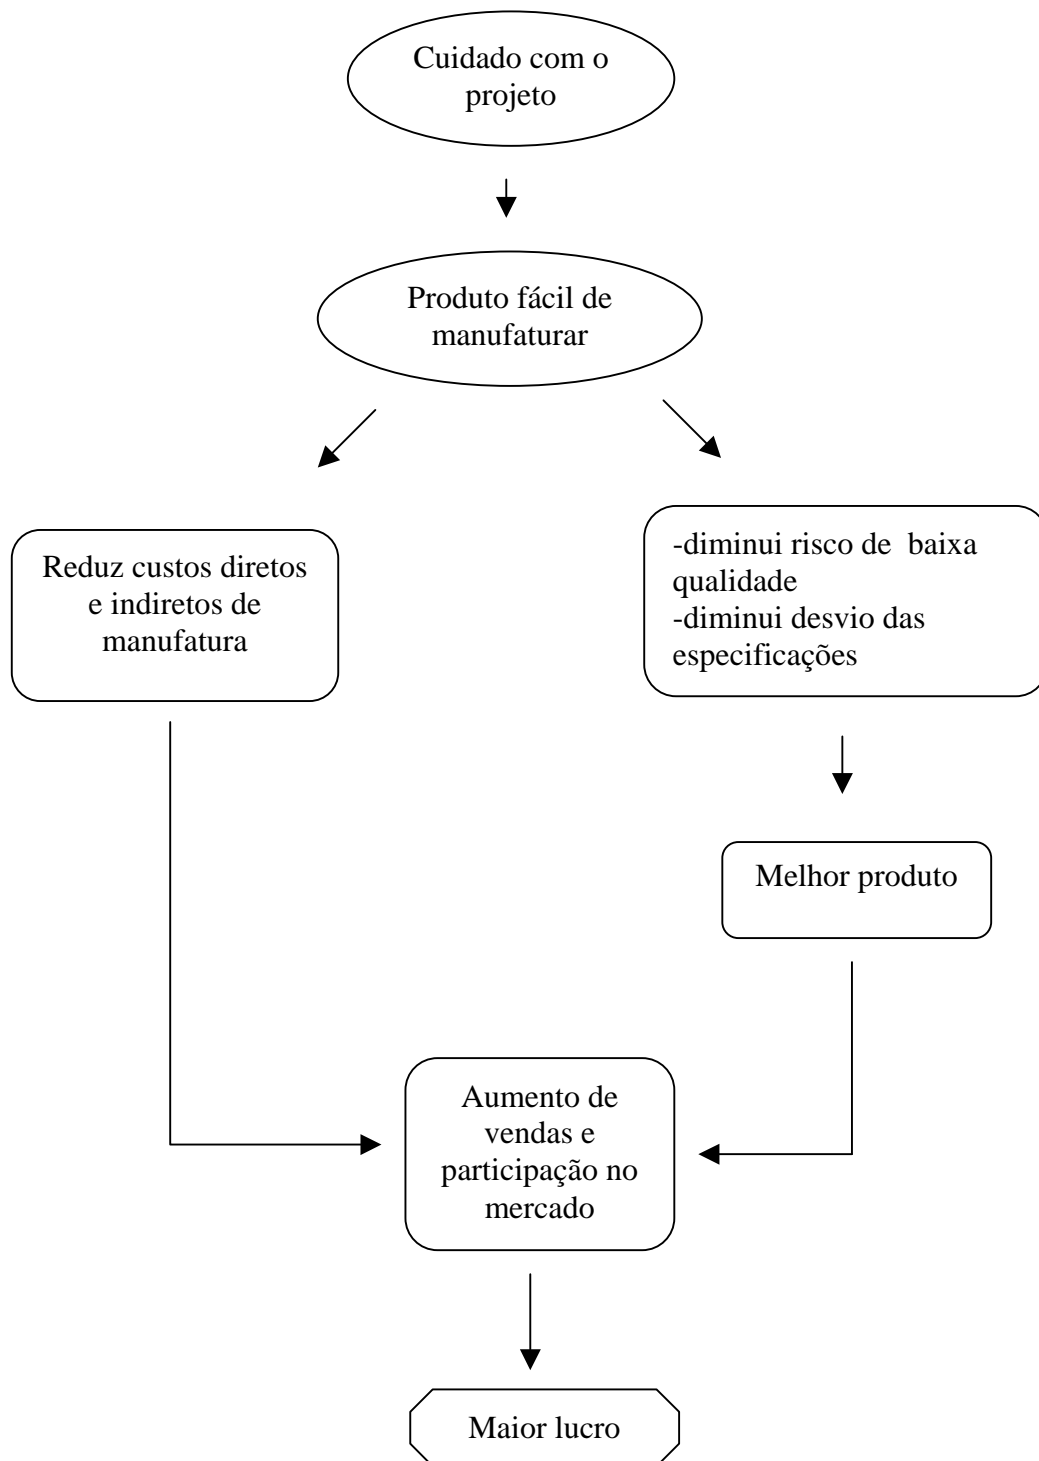 Cuidado com o
projeto
Produto fácil de
manufaturar
Reduz custos diretos
e indiretos de
manufatura
-diminui risco de  baixa
qualidade
-diminui desvio das
especificações
Melhor produto
Aumento de
vendas e
participação no
mercado
Maior lucro